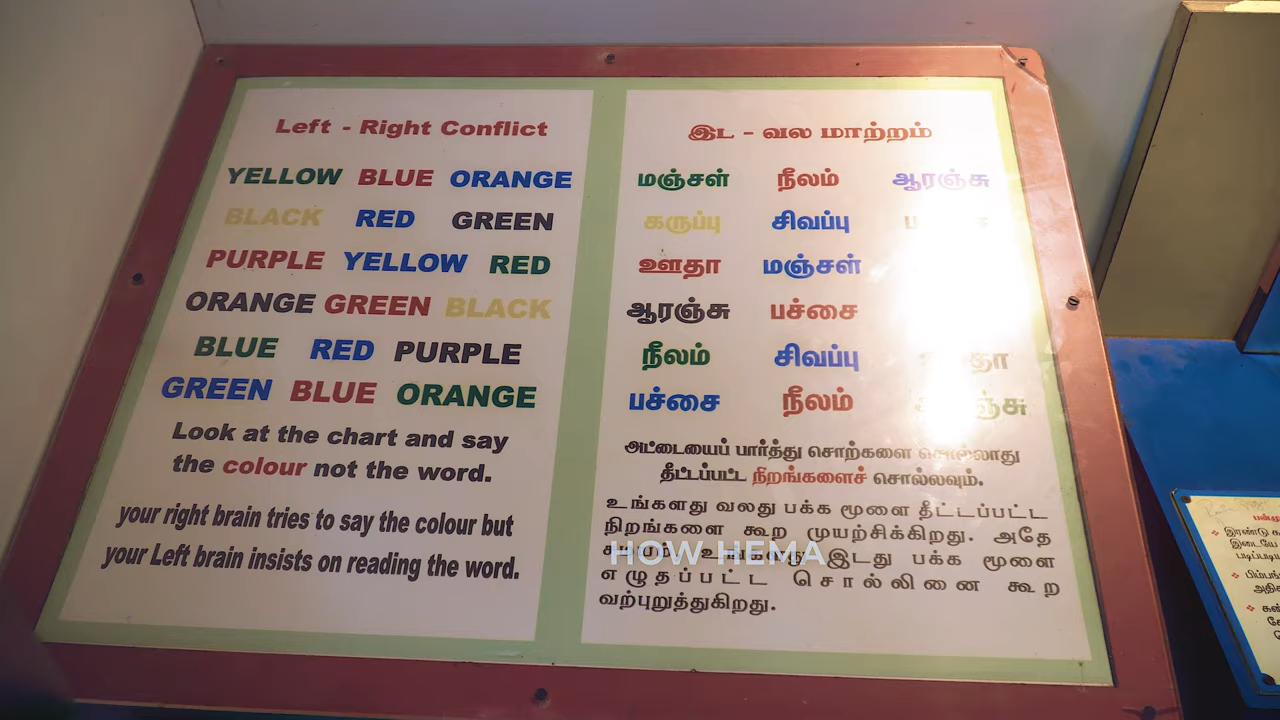 Left - Right Conflict
YELLOW BLUE ORANGE
BLACK RED GREEN
PURPLE YELLOW RED
ORANGE GREEN BLACK
BLUE RED PURPLE
GREEN BLUE ORANGE
Look at the chart and say
the colour not the word.
your right brain tries to say the colour but
your Left brain insists on reading the word.
இட - வல மாற்றம்
மஞ்சள் நீலம் ஆரஞ்சு
கருப்பு சிவப்பு
ஊதா மஞ்சள்
ஆரஞ்சு பச்சை
நீலம் சிவப்பு
பச்சை நீலம்
அட்டையைப் பார்த்து சொற்களை சொல்லாது
தீட்டப்பட்ட நிறங்களைச் சொல்லவும்.
உங்களது வலது பக்க மூளை தீட்டப்பட்ட
நிறங்களை கூற முயற்சிக்கிறது. அதே
இடது பக்க மூளை
எழுதப்பட்ட சொல்லினை கூற
வற்புறுத்துகிறது.
HOW HEMA